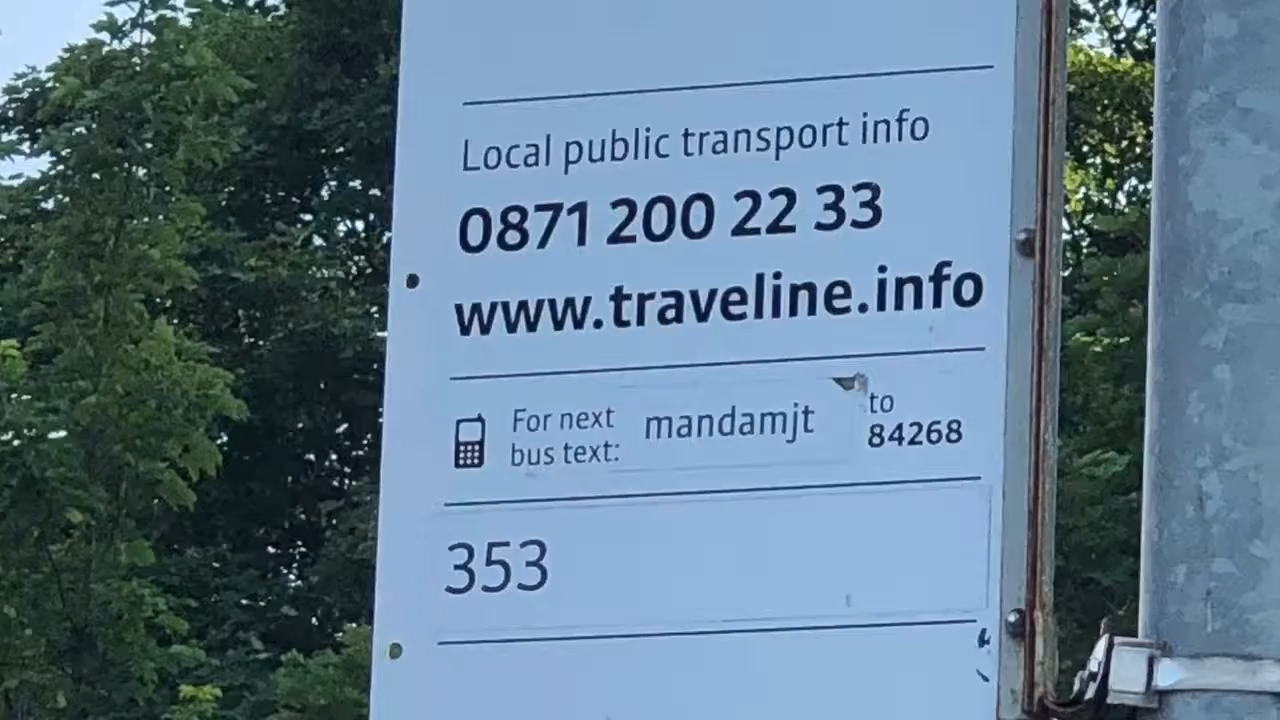 Local public transport info
0871 200 22 33
www.traveline.info
For next bus text: mandamjt to 84268
353